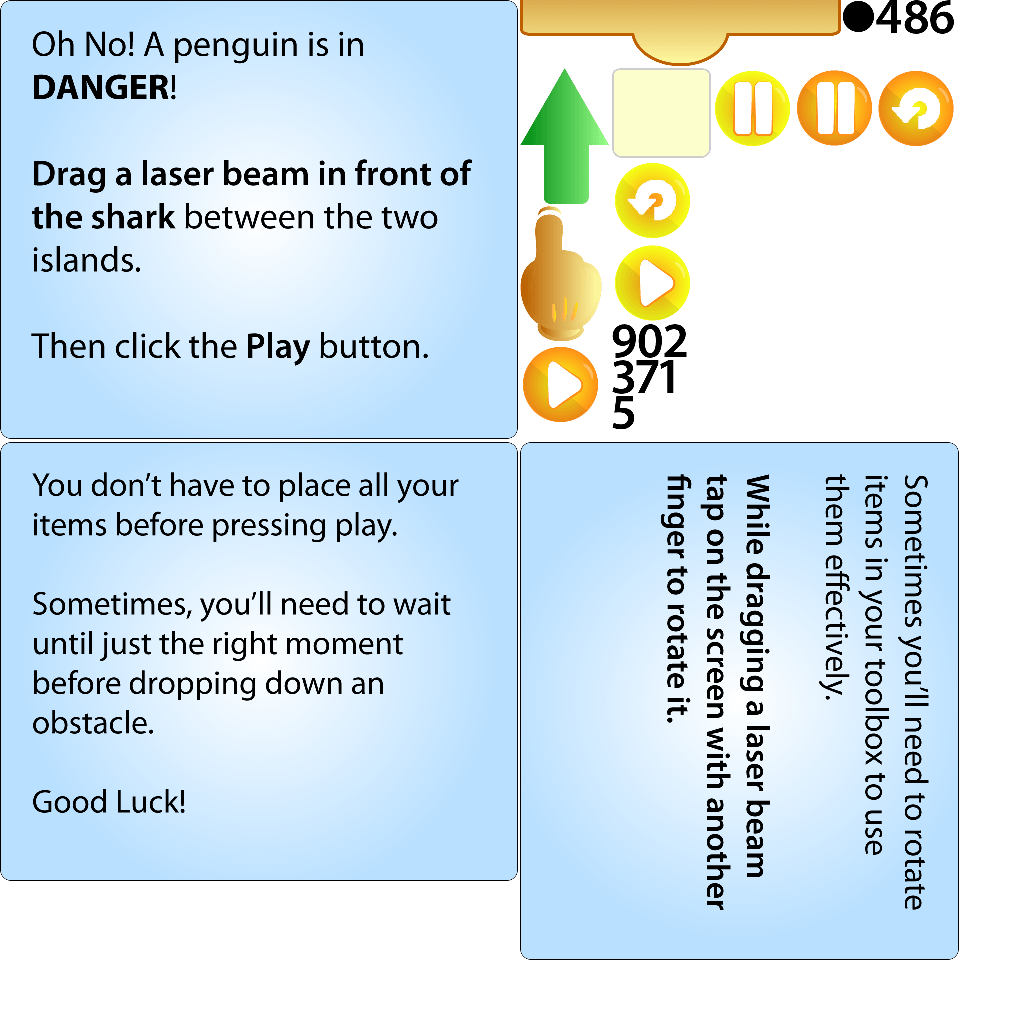 Oh No! A penguin is in
DANGER!
Drag a laser beam in front of
the shark between the two
islands.
Then click the Play button.
486
902
371
5
You don’t have to place all your
items before pressing play.
Sometimes, you’ll need to wait
until just the right moment
before dropping down an
obstacle.
Good Luck!
Sometimes you’ll need to rotate
items in your toolbox to use
them effectively.
While dragging a laser beam
tap on the screen with another
finger to rotate it.